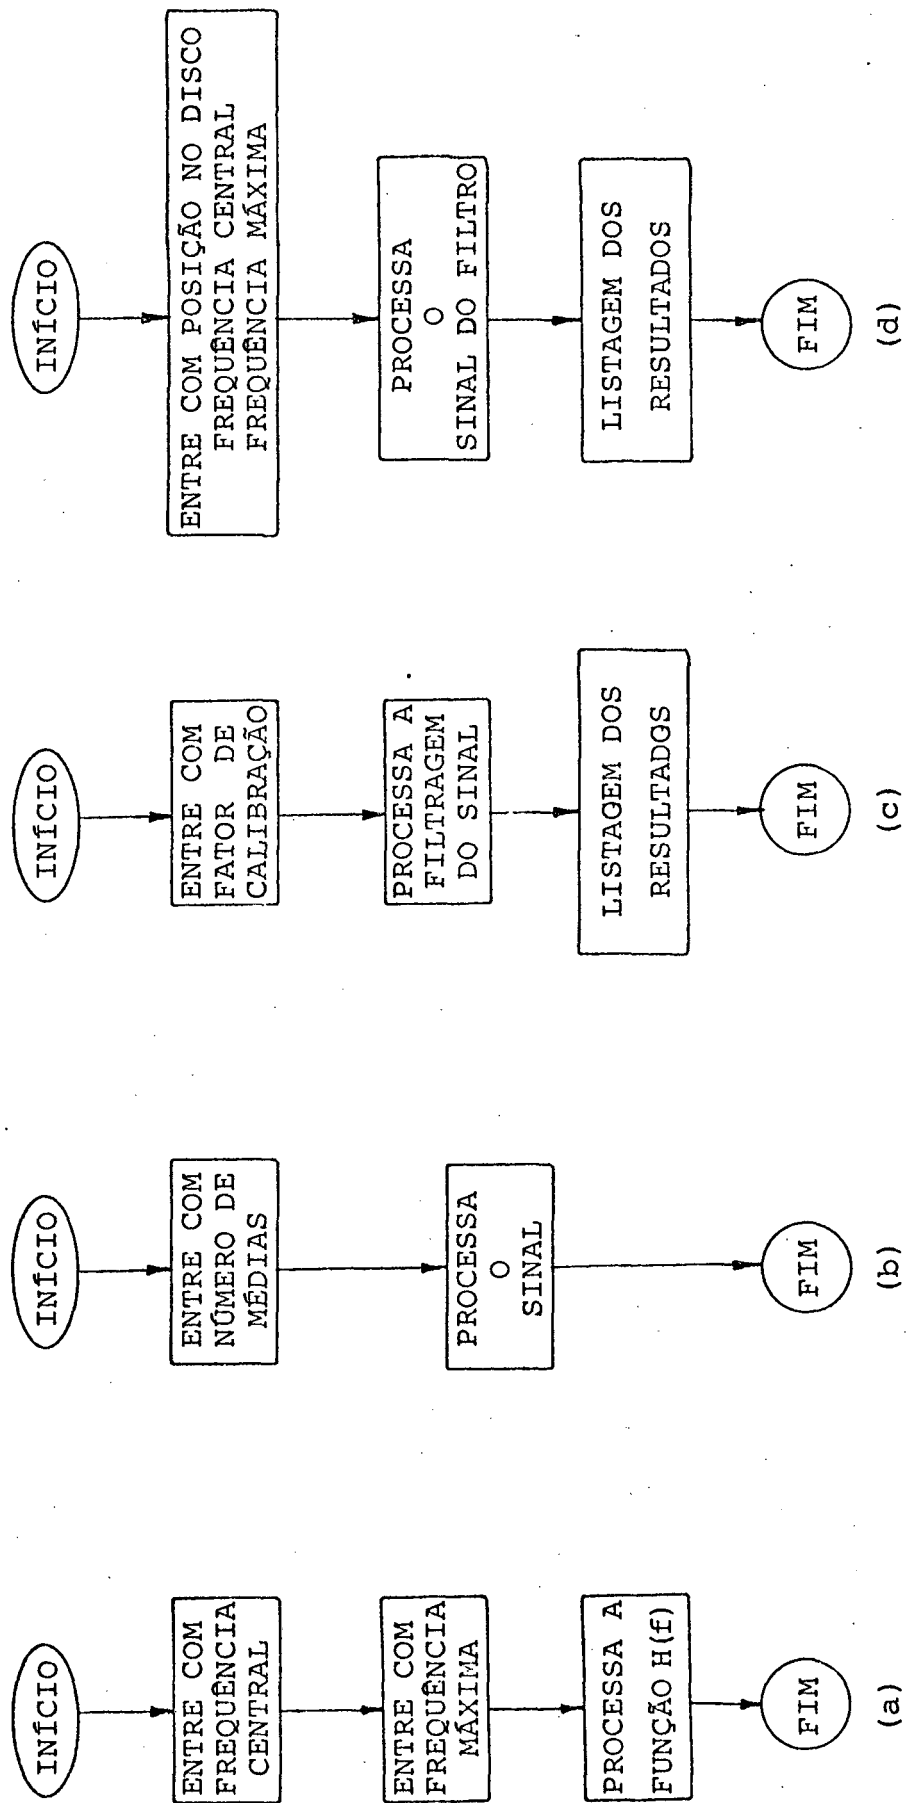 INÍCIO
ENTRE COM
FREQUÊNCIA
CENTRAL
ENTRE COM
FREQUÊNCIA
MÁXIMA
PROCESSA A
FUNÇÃO H(f)
FIM
(a)
INÍCIO
ENTRE COM
NÚMERO DE
MÉDIAS
PROCESSA
O
SINAL
FIM
(b)
INÍCIO
ENTRE COM
FATOR DE
CALIBRAÇÃO
PROCESSA A
FILTRAGEM
DO SINAL
LISTAGEM DOS
RESULTADOS
FIM
(c)
INÍCIO
ENTRE COM POSIÇÃO NO DISCO
FREQUÊNCIA CENTRAL
FREQUÊNCIA MÁXIMA
PROCESSA
O
SINAL DO FILTRO
LISTAGEM DOS
RESULTADOS
FIM
(d)